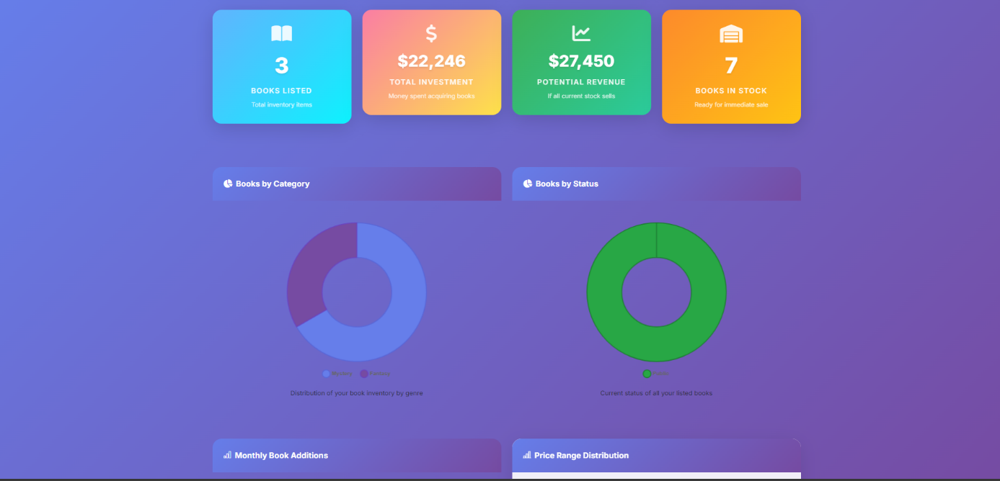 3
BOOKS LISTED
Total inventory items
$22,246
TOTAL INVESTMENT
Money spent acquiring books
$27,450
POTENTIAL REVENUE
If all current stock sells
7
BOOKS IN STOCK
Ready for immediate sale
Books by Category
Books by Status
Distribution of your book inventory by genre
Current status of all your listed books
Monthly Book Additions
Price Range Distribution